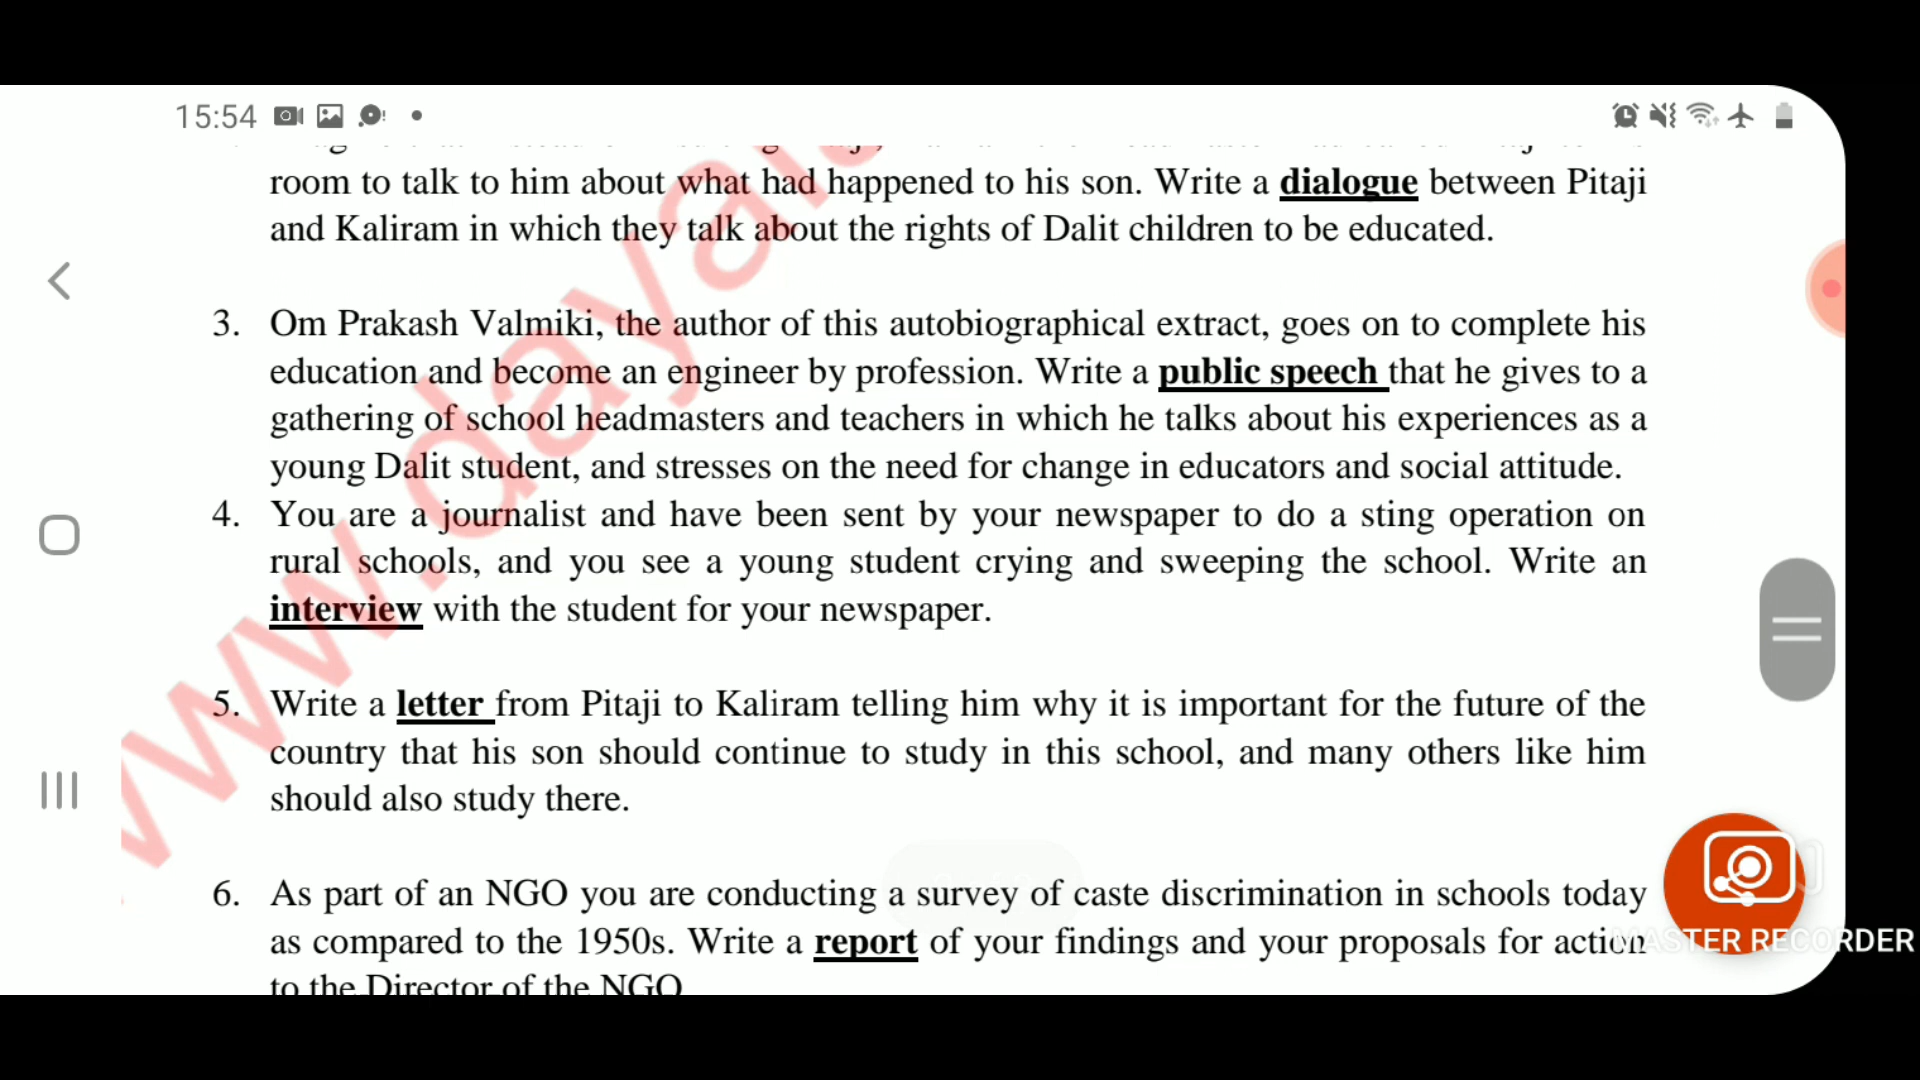 15:54
room to talk to him about what had happened to his son. Write a dialogue between Pitaji
and Kaliram in which they talk about the rights of Dalit children to be educated.
3. Om Prakash Valmiki, the author of this autobiographical extract, goes on to complete his
education and become an engineer by profession. Write a public speech that he gives to a
gathering of school headmasters and teachers in which he talks about his experiences as a
young Dalit student, and stresses on the need for change in educators and social attitude.
4. You are a journalist and have been sent by your newspaper to do a sting operation on
rural schools, and you see a young student crying and sweeping the school. Write an
interview with the student for your newspaper.
5. Write a letter from Pitaji to Kaliram telling him why it is important for the future of the
country that his son should continue to study in this school, and many others like him
should also study there.
6. As part of an NGO you are conducting a survey of caste discrimination in schools today
as compared to the 1950s. Write a report of your findings and your proposals for action
to the Director of the NGO
MASTER RECORDER